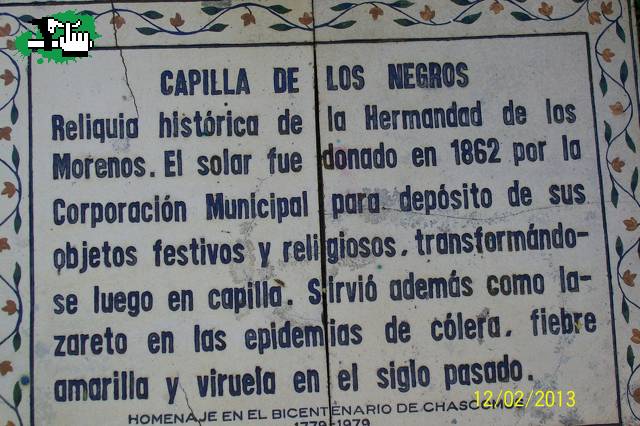 CAPILLA DE LOS NEGROS
Reliquia histórica de la Hermandad de los
Morenos. El solar fue donado en 1862 por la
Corporación Municipal para depósito de sus
objetos festivos y religiosos, transformándo-
se luego en capilla. Sirvió además como la-
zareto en las epidemias de cólera, fiebre
amarilla y viruela en el siglo pasado.
12/02/2013
HOMENAJE EN EL BICENTENARIO DE CHASCOMUS
1779-1979